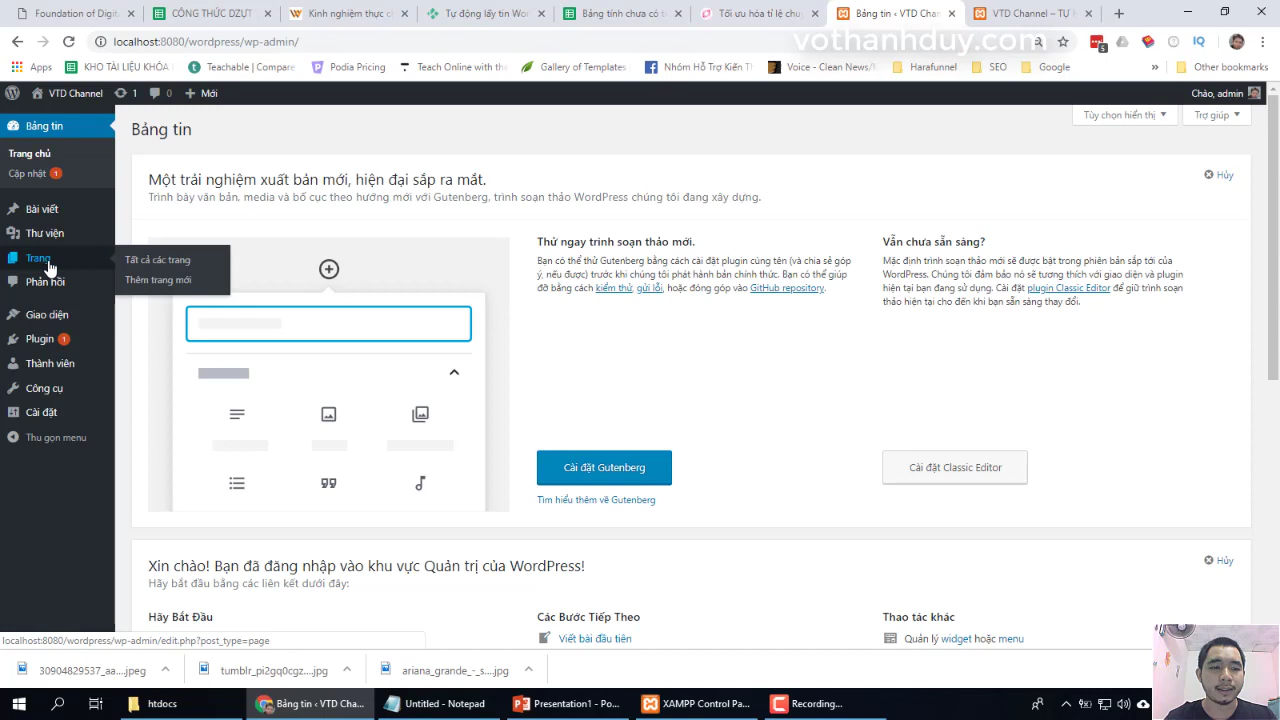 Foundation of Digital
CÔNG THỨC DZỰT
Kinh nghiệm thực ch
Tự động lấy tin W
Bảng tính chưa có t
Tối ưu hóa tỉ lệ chu
Bảng tin ‹ VTD Chan
VTD Channel – TỰ H
localhost:8080/wordpress/wp-admin/
vothanhduy.com
5
IQ
Apps
KHO TÀI LIỆU KHÓA
Teachable | Compare
Podia Pricing
Teach Online with the
Gallery of Templates
Nhóm Hỗ Trợ Kiến T
Voice - Clean News/
Harafunnel
SEO
Google
»
Other bookmarks
VTD Channel
1
0
Mới
Chào, admin
Bảng tin
Trang chủ
Cập nhật 1
Bài viết
Thư viện
Trang
Phản hồi
Giao diện
Plugin 1
Thành viên
Công cụ
Cài đặt
Thu gọn menu
Tất cả các trang
Thêm trang mới
Bảng tin
Tùy chọn hiển thị
Trợ giúp
Một trải nghiệm xuất bản mới, hiện đại sắp ra mắt.
Trình bày văn bản, media và bố cục theo hướng mới với Gutenberg, trình soạn thảo WordPress chúng tôi đang xây dựng.
Hủy
Thử ngay trình soạn thảo mới.
Bạn có thể thử Gutenberg bằng cách cài đặt plugin cùng tên (và chia sẻ góp
ý, nếu được) trước khi chúng tôi phát hành bản chính thức. Bạn có thể giúp
đỡ bằng cách kiểm thử, gửi lỗi, hoặc đóng góp vào GitHub repository.
Cài đặt Gutenberg
Tìm hiểu thêm về Gutenberg
Vẫn chưa sẵn sàng?
Mặc định trình soạn thảo mới sẽ được bật trong phiên bản sắp tới của
WordPress. Chúng tôi đảm bảo nó sẽ tương thích với giao diện và plugin
hiện tại bạn đang sử dụng. Cài đặt plugin Classic Editor để giữ trình soạn
thảo hiện tại cho đến khi bạn sẵn sàng thay đổi.
Cài đặt Classic Editor
Xin chào! Bạn đã đăng nhập vào khu vực Quản trị của WordPress!
Hãy bắt đầu bằng các liên kết dưới đây:
Hủy
Hãy Bắt Đầu
Các Bước Tiếp Theo
Viết bài đầu tiên
Thao tác khác
Quản lý widget hoặc menu
localhost:8080/wordpress/wp-admin/edit.php?post_type=page
30904829537_aa....jpeg
tumblr_pi2gq0cgz....jpg
ariana_grande_-_s....jpg
htdocs
Bảng tin ‹ VTD Cha...
Untitled - Notepad
Presentation1 - Po...
XAMPP Control Pa...
Recording...